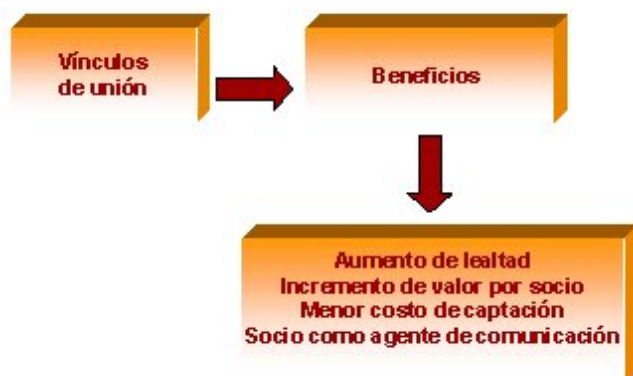 Vínculos
de unión
Beneficios
Aumento de lealtad
Incremento de valor por socio
Menor costo de captación
Socio como agente de comunicación